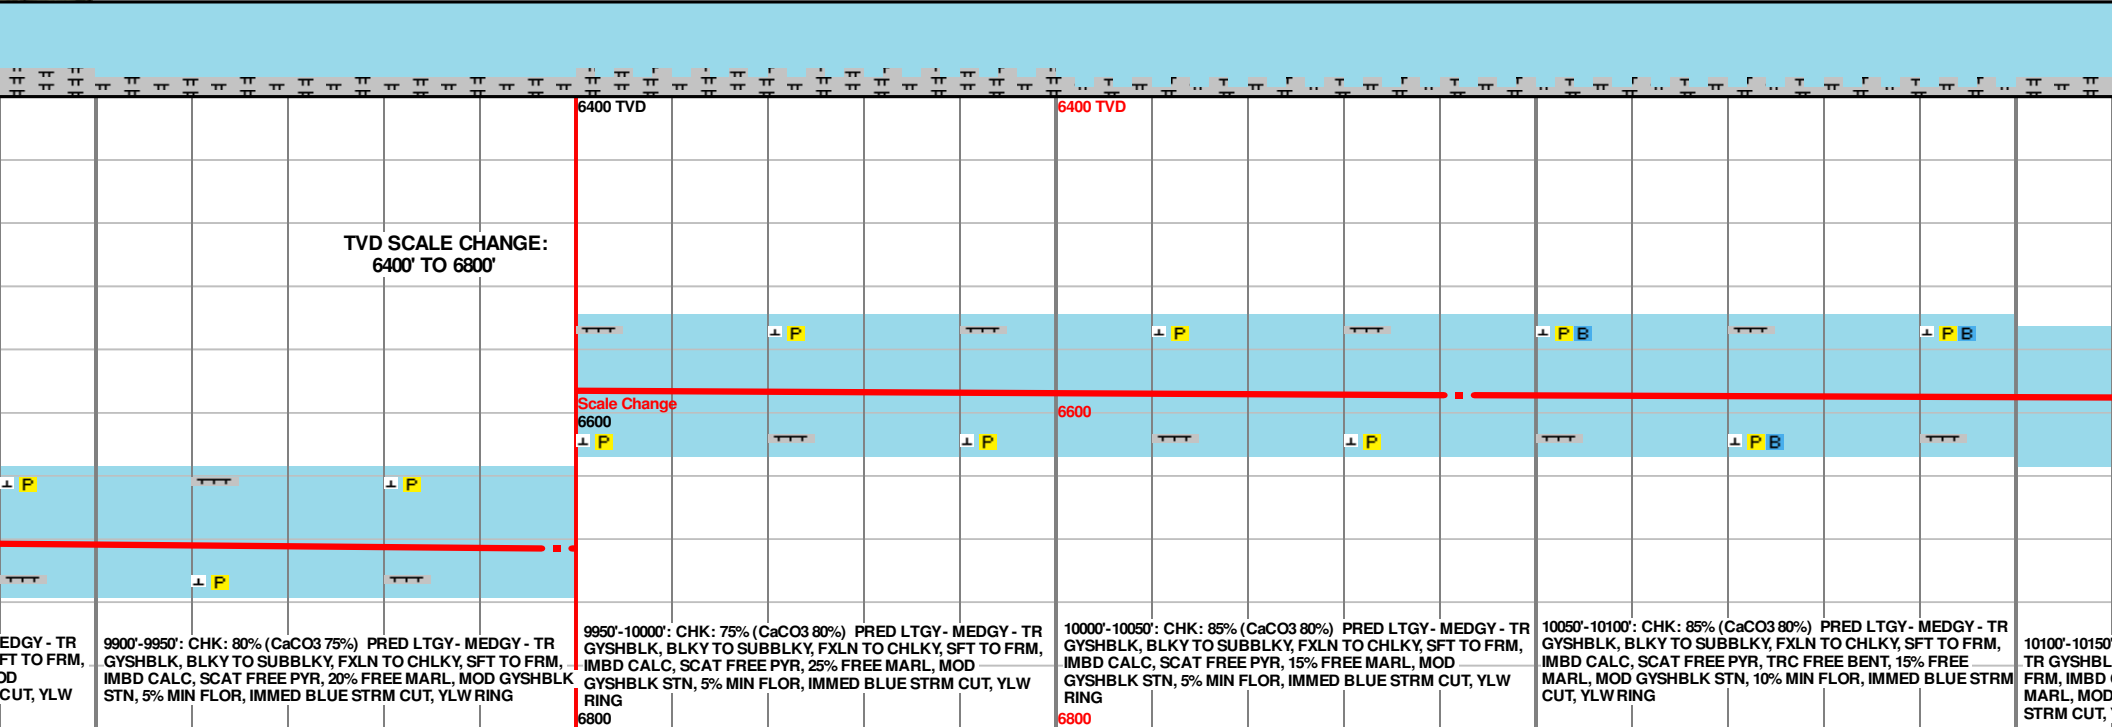 6400 TVD
6400 TVD
TVD SCALE CHANGE:
6400' TO 6800'
P
P
P B
P B
Scale Change
6600
6600
P
P
P
P B
P
P
P
EDGY - TR
FT TO FRM,
OD
CUT, YLW
9900'-9950': CHK: 80% (CaCO3 75%) PRED LTGY - MEDGY - TR
GYSHBLK, BLKY TO SUBBLKY, FXLN TO CHLKY, SFT TO FRM,
IMBD CALC, SCAT FREE PYR, 20% FREE MARL, MOD GYSHBLK
STN, 5% MIN FLOR, IMMED BLUE STRM CUT, YLW RING
9950'-10000': CHK: 75% (CaCO3 80%) PRED LTGY - MEDGY - TR
GYSHBLK, BLKY TO SUBBLKY, FXLN TO CHLKY, SFT TO FRM,
IMBD CALC, SCAT FREE PYR, 25% FREE MARL, MOD
GYSHBLK STN, 5% MIN FLOR, IMMED BLUE STRM CUT, YLW
RING
6800
10000'-10050': CHK: 85% (CaCO3 80%) PRED LTGY - MEDGY - TR
GYSHBLK, BLKY TO SUBBLKY, FXLN TO CHLKY, SFT TO FRM,
IMBD CALC, SCAT FREE PYR, 15% FREE MARL, MOD
GYSHBLK STN, 5% MIN FLOR, IMMED BLUE STRM CUT, YLW
RING
6800
10050'-10100': CHK: 85% (CaCO3 80%) PRED LTGY - MEDGY - TR
GYSHBLK, BLKY TO SUBBLKY, FXLN TO CHLKY, SFT TO FRM,
IMBD CALC, SCAT FREE PYR, TRC FREE BENT, 15% FREE
MARL, MOD GYSHBLK STN, 10% MIN FLOR, IMMED BLUE STRM
CUT, YLW RING
10100'-10150'
TR GYSHBL
FRM, IMBD
MARL, MOD
STRM CUT,